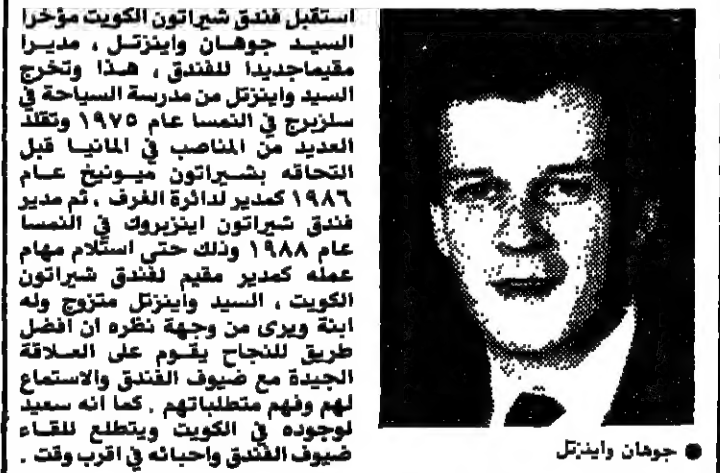 استقبل فندق شيراتون الكويت مؤخرا
السيد جوهان واينزتل ، مديرا
مقيماجديدا للفندق ، هذا وتخرج
السيد واينزتل من مدرسة السياحة في
سلزبرج في النمسا عام ١٩٧٥ وتقلد
العديد من المناصب في المانيا قبل
التحاقه بشيراتون ميونيخ عام
١٩٨٦ كمدير لدائرة الغرف ، ثم مدير
فندق شيراتون اينزبروك في النمسا
عام ١٩٨٨ وذلك حتى استلام مهام
عمله كمدير مقيم لفندق شيراتون
الكويت ، السيد واينزتل متزوج وله
ابنة ويرى من وجهة نظره ان افضل
طريق للنجاح يقوم على العلاقة
الجيدة مع ضيوف الفندق والاستماع
لهم وفهم متطلباتهم . كما انه سعيد
لوجوده في الكويت ويتطلع للقاء
ضيوف الفندق واحبائه في اقرب وقت .
● جوهان واينزتل